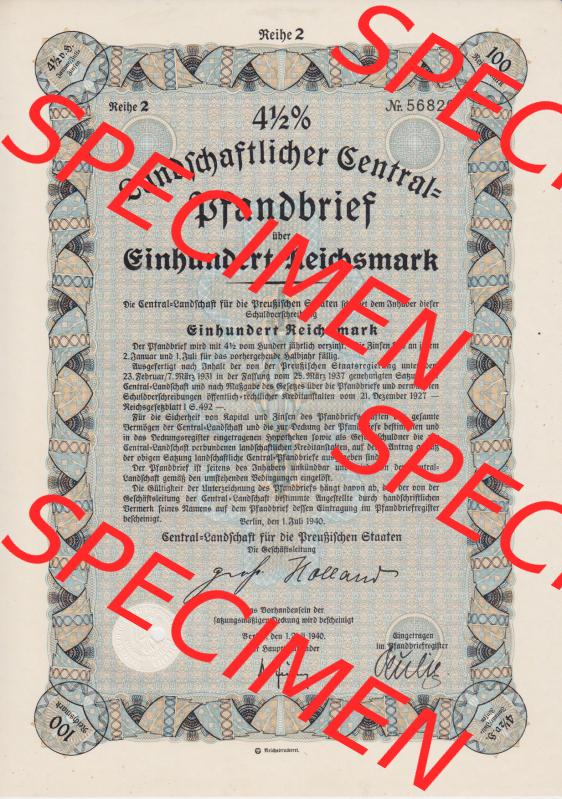 Reihe 2
4½ v.H.
Jahreszinsen
100
Reichsmark
Reihe 2
Nr. 5682
4½%
Landschaftlicher Central=
Pfandbrief
über
Einhundert Reichsmark
Die Central=Landschaft für die Preußischen Staaten dem Inhaber dieser
Schuldverschreibung
Einhundert Reichsmark
Der Pfandbrief wird mit 4½ vom Hundert jährlich verzinst. Die Zinsen sind an jedem
2. Januar und 1. Juli für das vorhergehende Halbjahr fällig.
Ausgefertigt nach Inhalt der von der Preußischen Staatsregierung unter dem
23. Februar 1931 in der Fassung vom 25. März 1937 genehmigten Satzung
Central=Landschaft und nach Maßgabe des Gesetzes über die Pfandbriefe und verwandten
Schuldverschreibungen öffentlich=rechtlicher Kreditanstalten vom 21. Dezember 1927 —
Reichsgesetzblatt I S. 492 —.
Für die Sicherheit von Kapital und Zinsen des Pfandbriefs haften das gesamte
Vermögen der Central=Landschaft und die zur Deckung der Pfandbriefe bestimmten und
in das Deckungsregister eingetragenen Hypotheken sowie als Gesamtschuldner die der
Central=Landschaft verbundenen landschaftlichen Kreditanstalten, auf deren Antrag gemäß
der obigen Satzung landschaftliche Central=Pfandbriefe ausgegeben sind.
Der Pfandbrief ist seitens des Inhabers unkündbar und wird von der Central=
Landschaft gemäß den umstehenden Bedingungen eingelöst.
Die Gültigkeit der Unterzeichnung des Pfandbriefs hängt davon ab, daß der von der
Geschäftsleitung der Central=Landschaft bestimmte Angestellte durch handschriftlichen
Vermerk seines Namens auf dem Pfandbrief dessen Eintragung im Pfandbriefregister
bescheinigt.
Berlin, den 1. Juli 1940.
Central=Landschaft für die Preußischen Staaten
Die Geschäftsleitung
Holland
Das Vorhandensein der
satzungsmäßigen Deckung wird bescheinigt
Berlin, den 1. Juli 1940.
Der
Eingetragen
im Pfandbriefregister
100
Reichsmark
4½ v.H.
Reichsdruckerei.
SPECIMEN
SPECIMEN
SPECIMEN
SPECIMEN